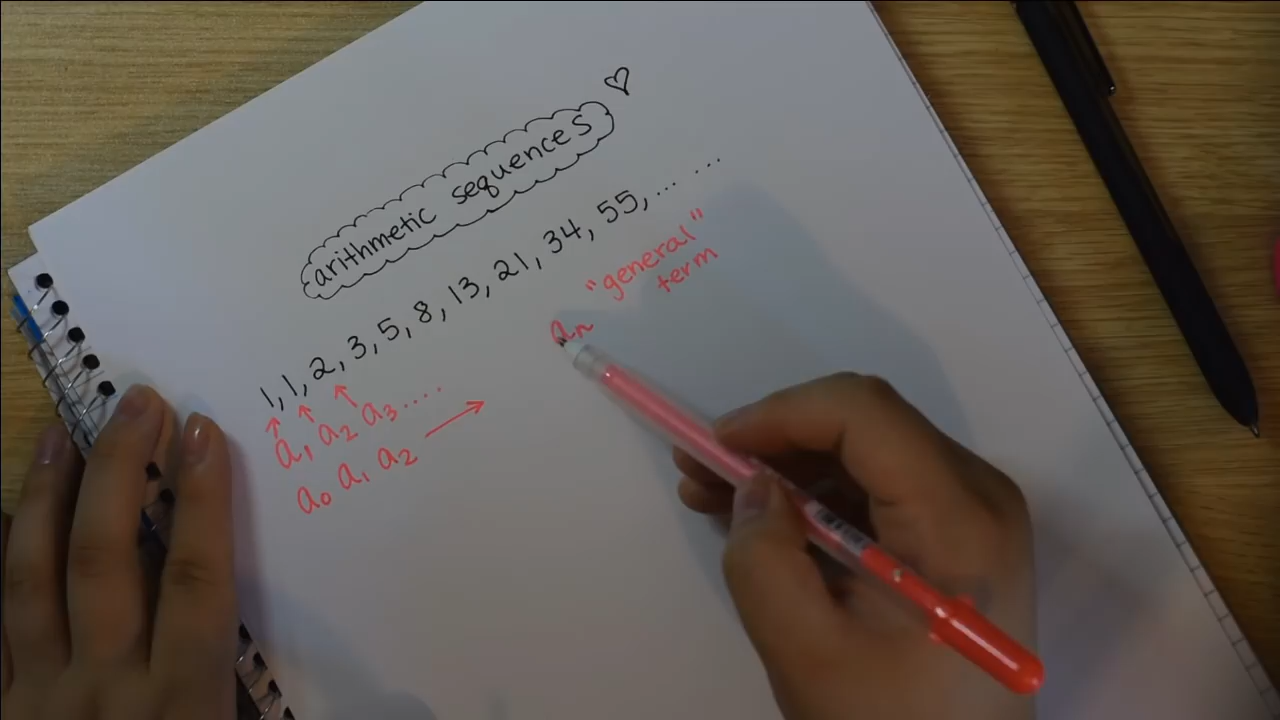 arithmetic sequences ♡
1, 1, 2, 3, 5, 8, 13, 21, 34, 55, ... ...
"general"
term
aₙ
↑ ↑ ↑
a₁ a₂ a₃ ....
a₀ a₁ a₂ →